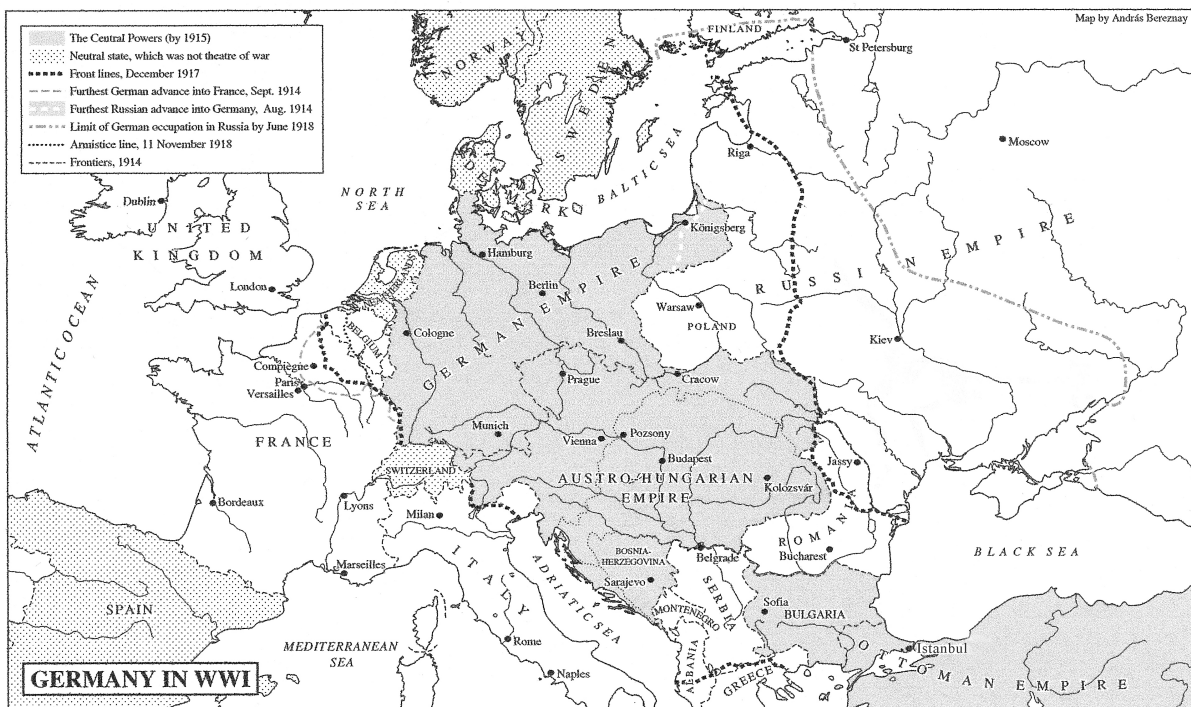 Map by András Bereznay
The Central Powers (by 1915)
Neutral state, which was not theatre of war
Front lines, December 1917
Furthest German advance into France, Sept. 1914
Furthest Russian advance into Germany, Aug. 1914
Limit of German occupation in Russia by June 1918
Armistice line, 11 November 1918
Frontiers, 1914
NORWAY
SWEDEN
FINLAND
St Petersburg
Moscow
Riga
BALTIC SEA
NORTH SEA
DENMARK
Dublin
UNITED KINGDOM
London
ATLANTIC OCEAN
NETHERLANDS
BELGIUM
Hamburg
Berlin
Königsberg
GERMAN EMPIRE
RUSSIAN EMPIRE
Warsaw
POLAND
Cologne
Breslau
Kiev
Compiègne
Paris
Versailles
Prague
Cracow
FRANCE
Munich
Vienna
Pozsony
Budapest
Jassy
SWITZERLAND
AUSTRO-HUNGARIAN EMPIRE
Kolozsvár
Bordeaux
Lyons
Milan
ROMANIA
Bucharest
BLACK SEA
BOSNIA-HERZEGOVINA
Belgrade
Marseilles
ITALY
ADRIATIC SEA
Sarajevo
SERBIA
SPAIN
MONTENEGRO
Sofia
BULGARIA
MEDITERRANEAN SEA
Rome
Istanbul
ALBANIA
GREECE
OTTOMAN EMPIRE
Naples
GERMANY IN WWI